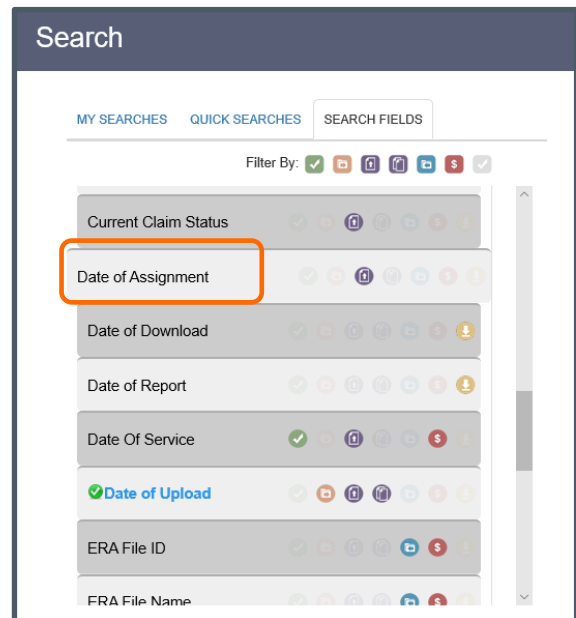 Search
MY SEARCHES QUICK SEARCHES SEARCH FIELDS
Filter By:
Current Claim Status
Date of Assignment
Date of Download
Date of Report
Date Of Service
Date of Upload
ERA File ID
ERA File Name